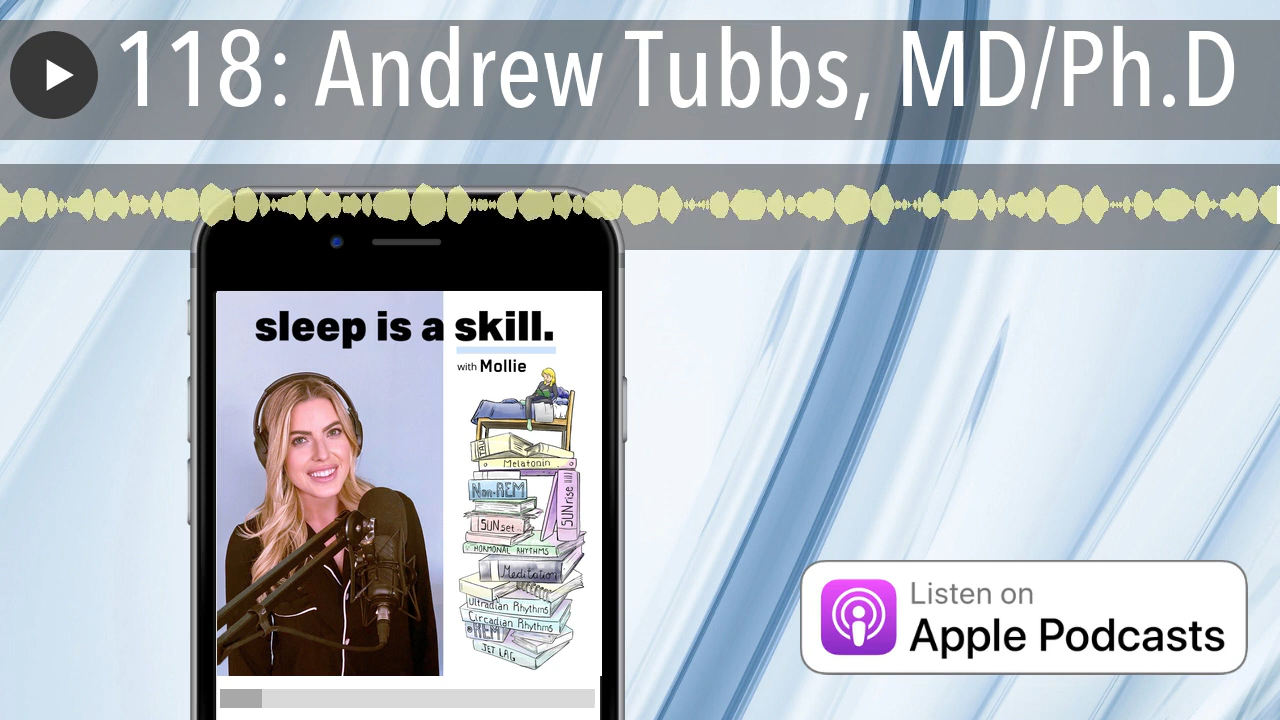 118: Andrew Tubbs, MD/Ph.D
sleep is a skill.
with Mollie
Melatonin
Non-REM
SUNrise
SUNset
HORMONAL RHYTHMS
Meditation
Ultradian Rhythms
Circadian Rhythms
REM
JET LAG
Listen on
Apple Podcasts